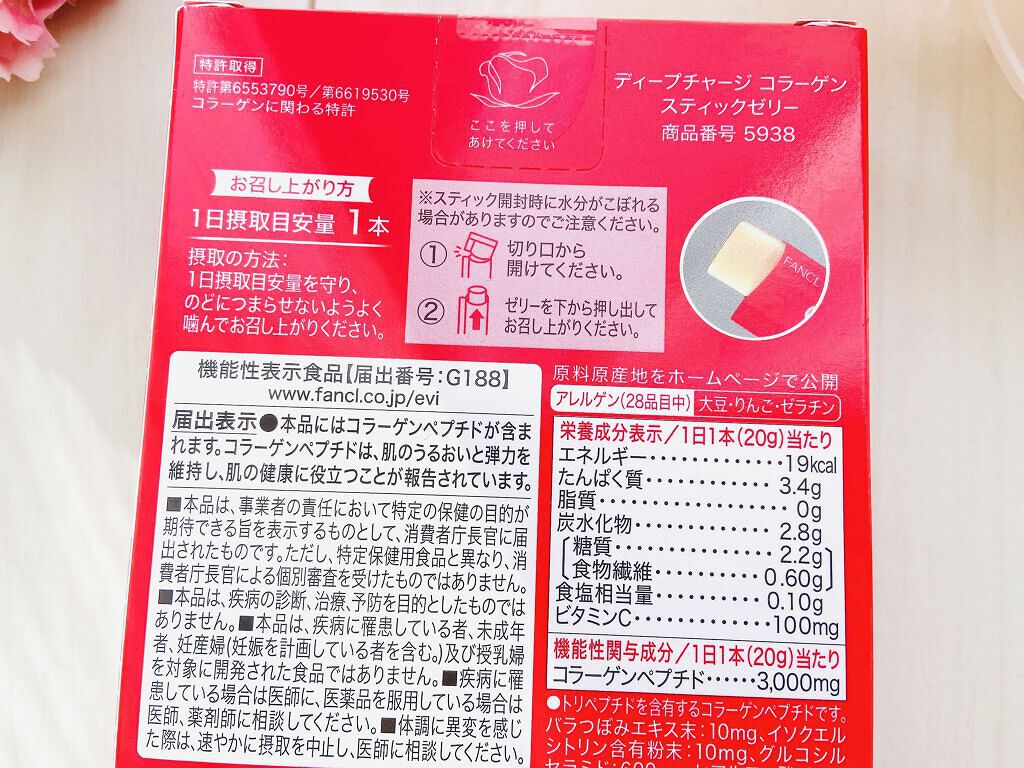 特許取得
特許第6553790号/第6619530号
コラーゲンに関わる特許
ここを押して
あけてください
ディープチャージ コラーゲン
スティックゼリー
商品番号 5938
お召し上がり方
1日摂取目安量 1本
摂取の方法:
1日摂取目安量を守り、
のどにつまらせないようよく
噛んでお召し上がりください。
※スティック開封時に水分がこぼれる
場合がありますのでご注意ください。
① 切り口から
開けてください。
② ゼリーを下から押し出して
お召し上がりください。
FANCL
機能性表示食品【届出番号:G188】
www.fancl.co.jp/evi
届出表示●本品にはコラーゲンペプチドが含ま
れます。コラーゲンペプチドは、肌のうるおいと弾力を
維持し、肌の健康に役立つことが報告されています。
■本品は、事業者の責任において特定の保健の目的が
期待できる旨を表示するものとして、消費者庁長官に届
出されたものです。ただし、特定保健用食品と異なり、消
費者庁長官による個別審査を受けたものではありません。
■本品は、疾病の診断、治療、予防を目的としたものでは
ありません。■本品は、疾病に罹患している者、未成年
者、妊産婦(妊娠を計画している者を含む。)及び授乳婦
を対象に開発された食品ではありません。■疾病に罹
患している場合は医師に、医薬品を服用している場合は
医師、薬剤師に相談してください。■体調に異変を感じ
た際は、速やかに摂取を中止し、医師に相談してください。
原料原産地をホームページで公開
アレルゲン(28品目中) 大豆・りんご・ゼラチン
栄養成分表示/1日1本(20g)当たり
エネルギー・・・・・・・・・・・・・19kcal
たんぱく質・・・・・・・・・・・・3.4g
脂質・・・・・・・・・・・・・・・・・0g
炭水化物・・・・・・・・・・・・・2.8g
糖質・・・・・・・・・・・・・・2.2g
食物繊維・・・・・・・・・・0.60g
食塩相当量・・・・・・・・・・0.10g
ビタミンC・・・・・・・・・・・100mg
機能性関与成分/1日1本(20g)当たり
コラーゲンペプチド・・・・・・3,000mg
●トリペプチドを含有するコラーゲンペプチドです。
バラつぼみエキス末:10mg、イソクエル
シトリン含有粉末:10mg、グルコシル